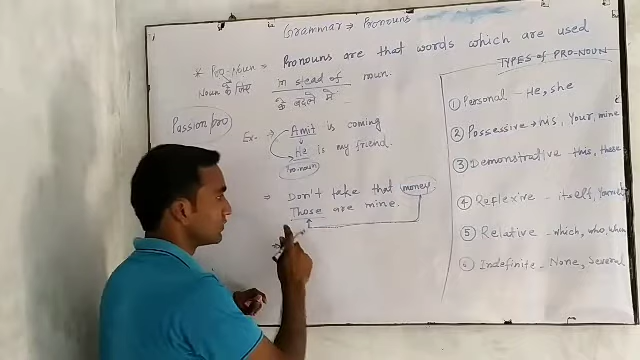 Grammar → Pronouns
* Pro-Noun = Pronouns are that words which are used
Noun के लिए in stead of noun.
के बदले में
Passion pro
Ex. - Amit is coming
He is my friend.
Pronoun
⇒ Don't take that money.
Those are mine.
TYPES of PRO-NOUN
① Personal - He, she
② Possessive → his, Your, mine
③ Demonstrative this, these
④ Reflexive - itself,
⑤ Relative - which, who, whom
⑥ Indefinite - None, Several